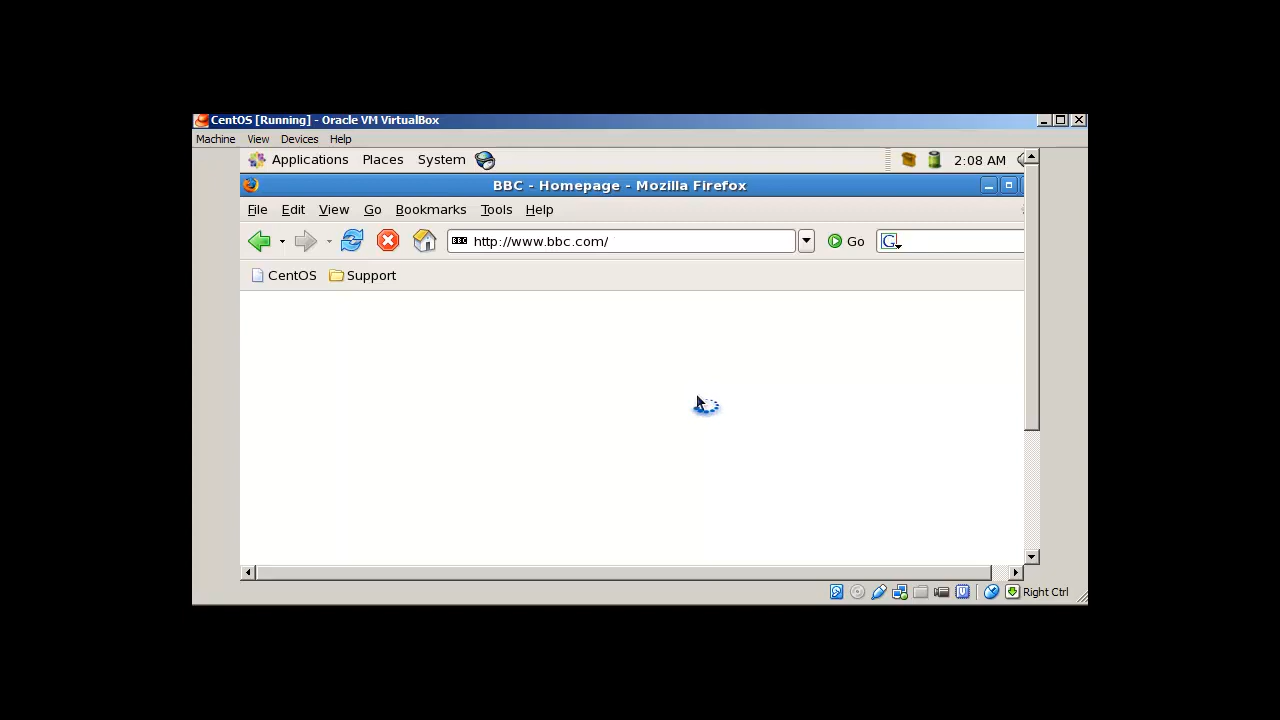 CentOS [Running] - Oracle VM VirtualBox
Machine View Devices Help
Applications Places System 2:08 AM
BBC - Homepage - Mozilla Firefox
File Edit View Go Bookmarks Tools Help
BBC http://www.bbc.com/ Go G
CentOS Support
Right Ctrl